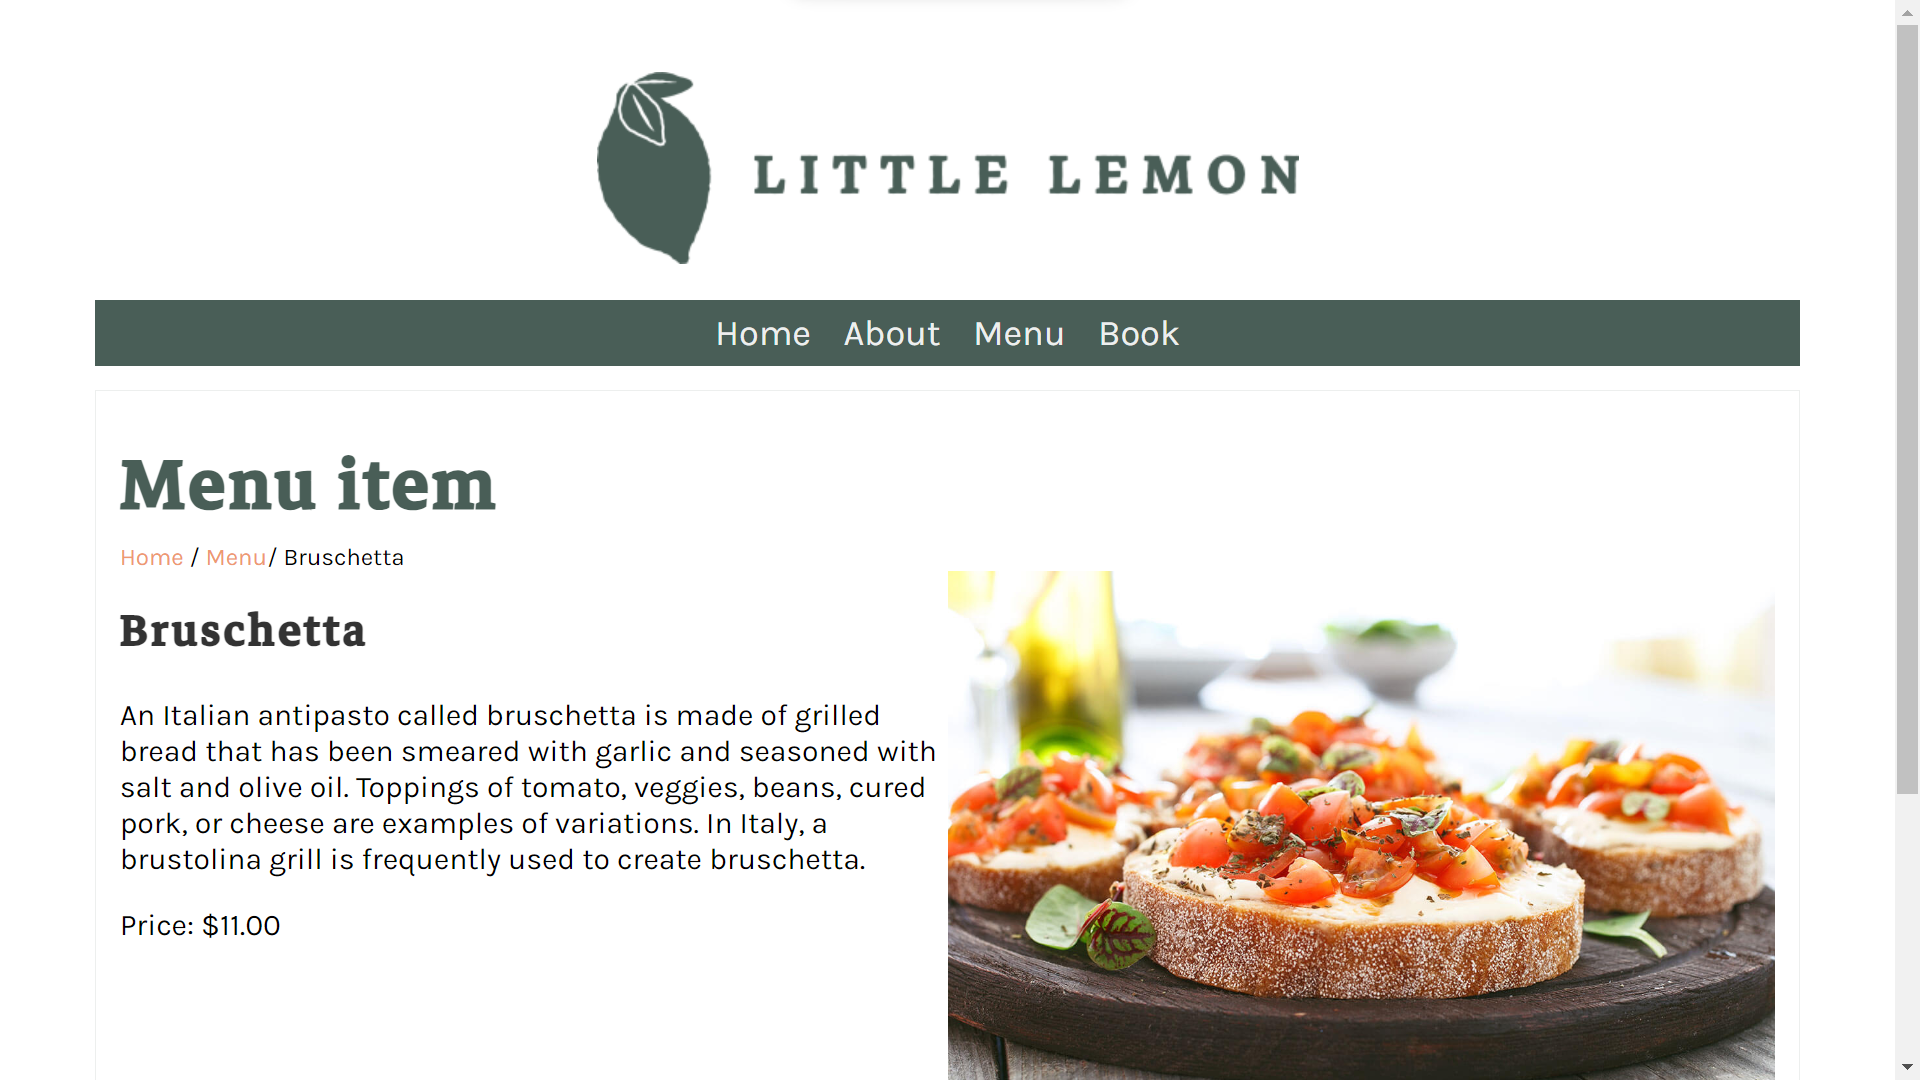 LITTLE LEMON
Home About Menu Book
Menu item
Home / Menu/ Bruschetta
Bruschetta
An Italian antipasto called bruschetta is made of grilled
bread that has been smeared with garlic and seasoned with
salt and olive oil. Toppings of tomato, veggies, beans, cured
pork, or cheese are examples of variations. In Italy, a
brustolina grill is frequently used to create bruschetta.
Price: $11.00